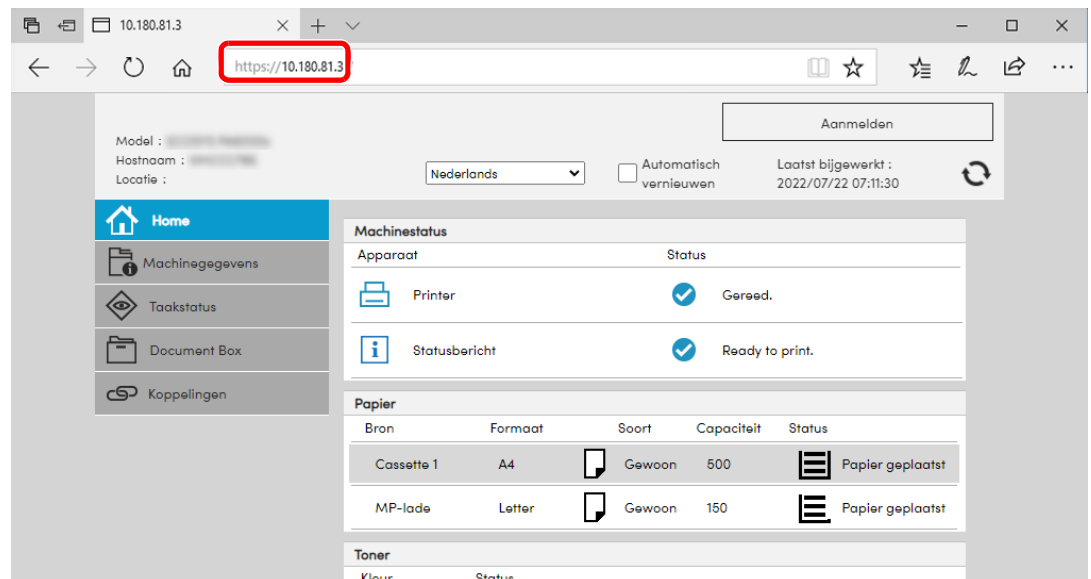 10.180.81.3
https://10.180.81.3/
Aanmelden
Model :
Hostnaam :
Locatie :
Nederlands
Automatisch
vernieuwen
Laatst bijgewerkt :
2022/07/22 07:11:30
Home
Machinegegevens
Taakstatus
Document Box
Koppelingen
Machinestatus
Apparaat Status
Printer Gereed.
Statusbericht Ready to print.
Papier
Bron Formaat Soort Capaciteit Status
Cassette 1 A4 Gewoon 500 Papier geplaatst
MP-lade Letter Gewoon 150 Papier geplaatst
Toner
Kleur Status